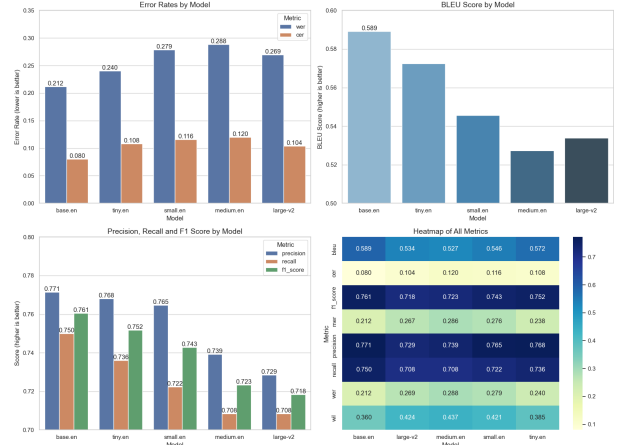 Error Rates by Model
Error Rate (lower is better)
0.35
0.30
0.25
0.20
0.15
0.10
0.05
0.00
Metric
wer
cer
0.212
0.080
0.240
0.108
0.279
0.116
0.288
0.120
0.269
0.104
base.en
tiny.en
small.en
medium.en
large-v2
Model
BLEU Score by Model
BLEU Score (higher is better)
0.60
0.58
0.56
0.54
0.52
0.50
0.589
base.en
tiny.en
small.en
medium.en
large-v2
Model
Precision, Recall and F1 Score by Model
Score (higher is better)
0.80
0.78
0.76
0.74
0.72
0.70
Metric
precision
recall
f1_score
0.771
0.750
0.761
0.768
0.736
0.752
0.765
0.722
0.743
0.739
0.708
0.723
0.729
0.708
0.718
base.en
tiny.en
small.en
medium.en
large-v2
Model
Heatmap of All Metrics
Metric
bleu 0.589 0.534 0.527 0.546 0.572
cer 0.080 0.104 0.120 0.116 0.108
f1_score 0.761 0.718 0.723 0.743 0.752
mer 0.212 0.267 0.286 0.276 0.238
precision 0.771 0.729 0.739 0.765 0.768
recall 0.750 0.708 0.708 0.722 0.736
wer 0.212 0.269 0.288 0.279 0.240
wil 0.360 0.424 0.437 0.421 0.385
base.en large-v2 medium.en small.en tiny.en
Model
0.7
0.6
0.5
0.4
0.3
0.2
0.1